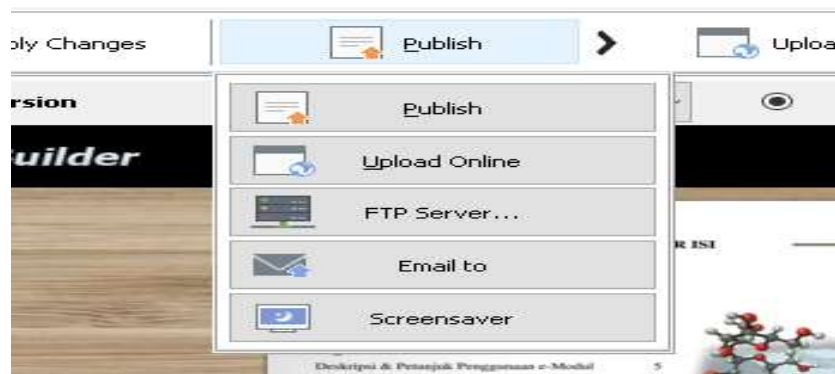 ply Changes Publish Uploa
rsion
Publish
uilder
Upload Online
FTP Server...
R ISI
Email to
Screensaver
Deskripsi & Petunjuk Penggunaan e-Modul 5